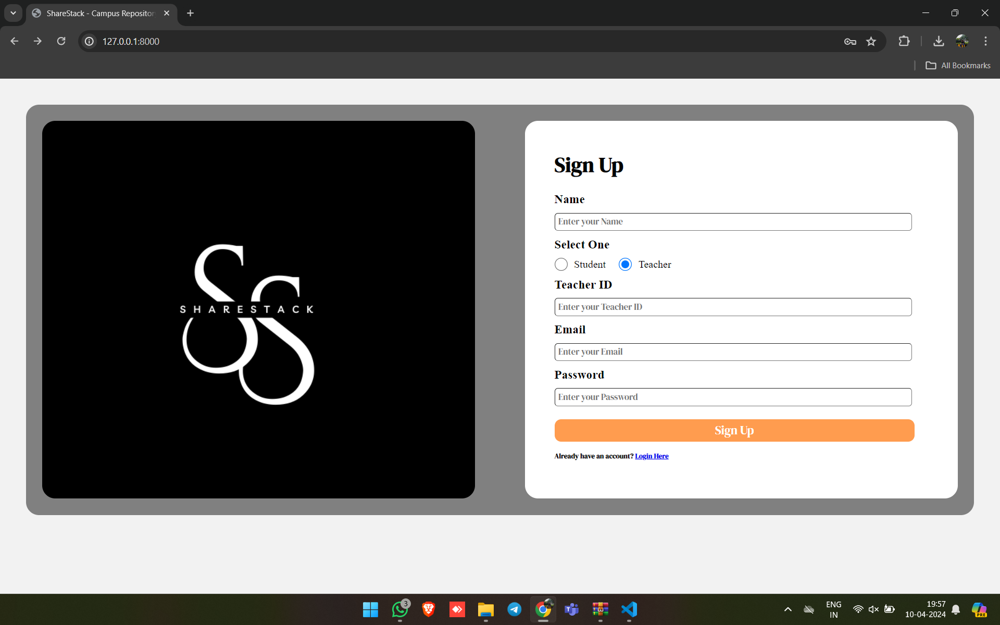 ShareStack - Campus Repositor
127.0.0.1:8000
All Bookmarks
SHARESTACK
Sign Up
Name
Enter your Name
Select One
Student Teacher
Teacher ID
Enter your Teacher ID
Email
Enter your Email
Password
Enter your Password
Sign Up
Already have an account? Login Here
3
ENG
IN
19:57
10-04-2024
PRE